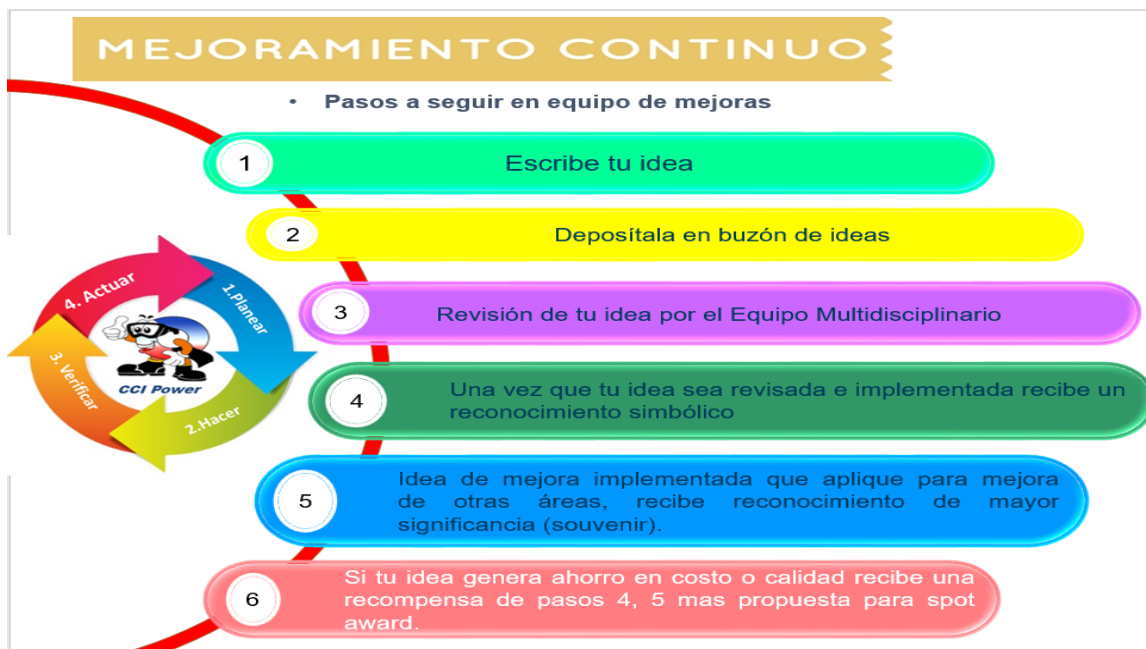 MEJORAMIENTO CONTINUO
• Pasos a seguir en equipo de mejoras
1 Escribe tu idea
2 Deposítala en buzón de ideas
3 Revisión de tu idea por el Equipo Multidisciplinario
4 Una vez que tu idea sea revisada e implementada recibe un
reconocimiento simbólico
5 Idea de mejora implementada que aplique para mejora
de otras áreas, recibe reconocimiento de mayor
significancia (souvenir).
6 Si tu idea genera ahorro en costo o calidad recibe una
recompensa de pasos 4, 5 mas propuesta para spot
award.
1.Planear
2.Hacer
3. Verificar
4. Actuar
CCI Power